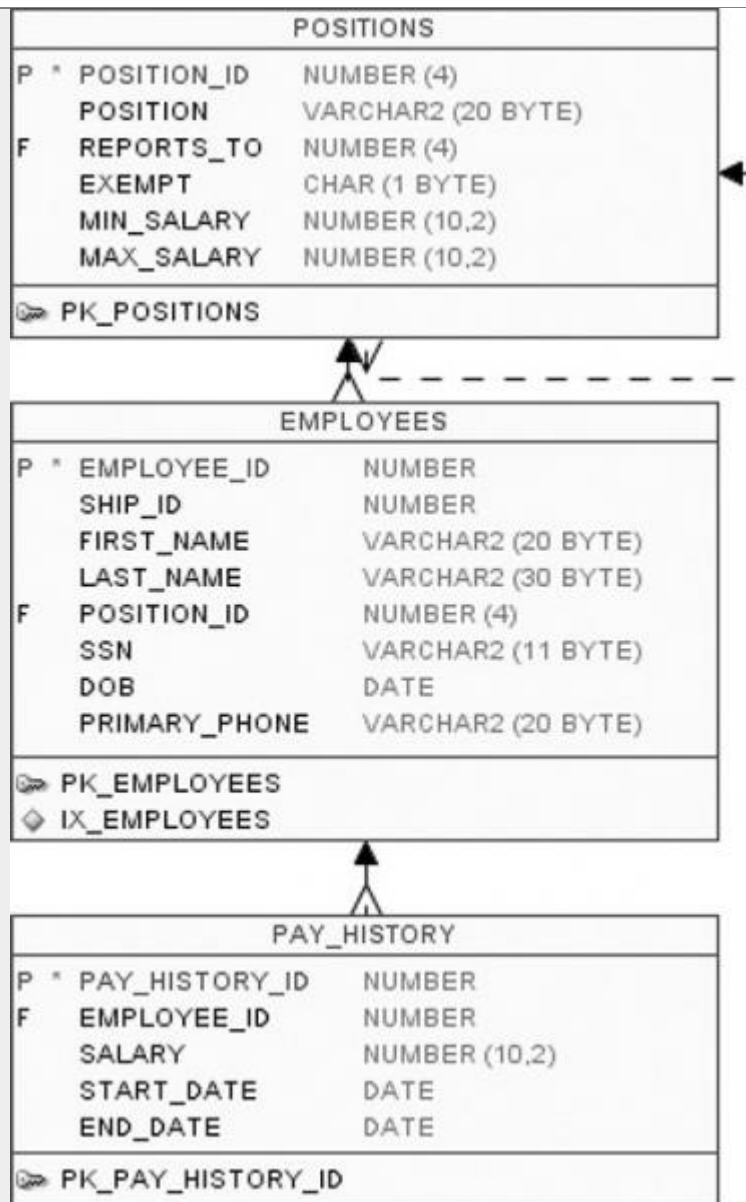 POSITIONS
P * POSITION_ID NUMBER (4)
POSITION VARCHAR2 (20 BYTE)
F REPORTS_TO NUMBER (4)
EXEMPT CHAR (1 BYTE)
MIN_SALARY NUMBER (10,2)
MAX_SALARY NUMBER (10,2)
PK_POSITIONS
EMPLOYEES
P * EMPLOYEE_ID NUMBER
SHIP_ID NUMBER
FIRST_NAME VARCHAR2 (20 BYTE)
LAST_NAME VARCHAR2 (30 BYTE)
F POSITION_ID NUMBER (4)
SSN VARCHAR2 (11 BYTE)
DOB DATE
PRIMARY_PHONE VARCHAR2 (20 BYTE)
PK_EMPLOYEES
IX_EMPLOYEES
PAY_HISTORY
P * PAY_HISTORY_ID NUMBER
F EMPLOYEE_ID NUMBER
SALARY NUMBER (10,2)
START_DATE DATE
END_DATE DATE
PK_PAY_HISTORY_ID